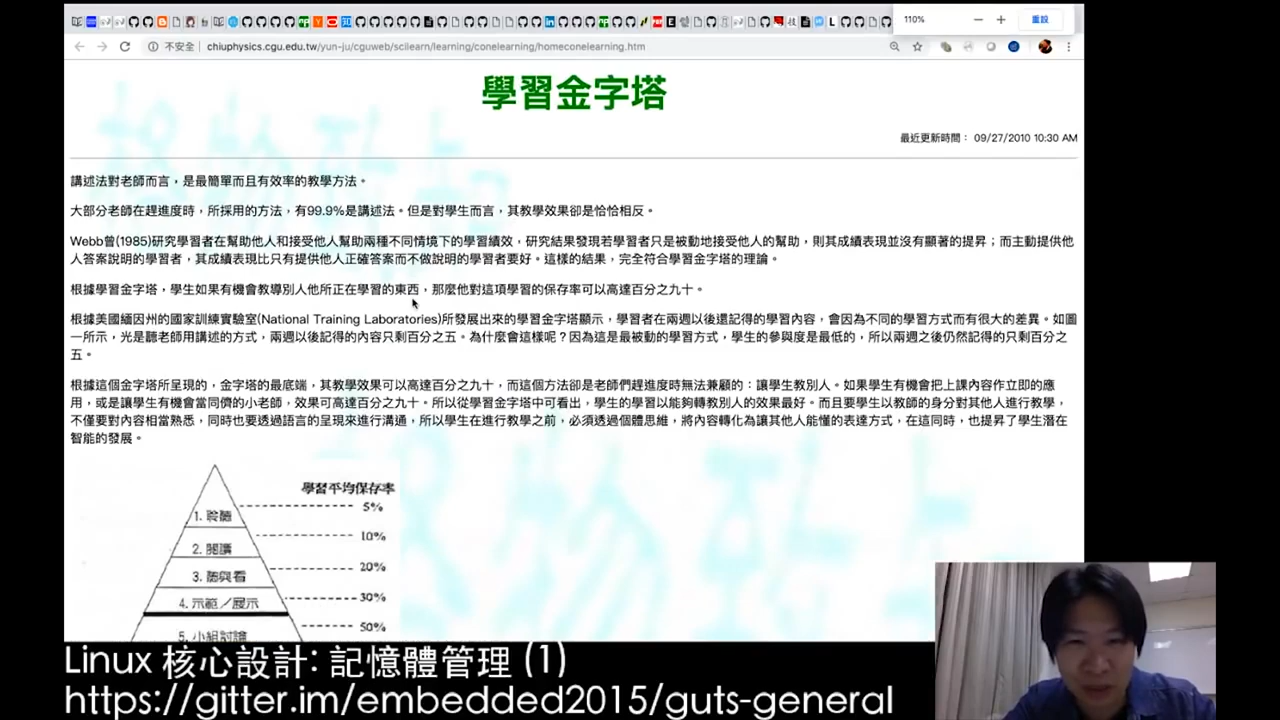 110%
重設
不安全
chiuphysics.cgu.edu.tw/yun-ju/cguweb/scilearn/learning/conelearning/homeconelearning.htm
學習金字塔
最近更新時間： 09/27/2010 10:30 AM
講述法對老師而言，是最簡單而且有效率的教學方法。
大部分老師在趕進度時，所採用的方法，有99.9%是講述法。但是對學生而言，其教學效果卻是恰恰相反。
Webb曾(1985)研究學習者在幫助他人和接受他人幫助兩種不同情境下的學習績效，研究結果發現若學習者只是被動地接受他人的幫助，則其成績表現並沒有顯著的提昇；而主動提供他
人答案說明的學習者，其成績表現比只有提供他人正確答案而不做說明的學習者要好。這樣的結果，完全符合學習金字塔的理論。
根據學習金字塔，學生如果有機會教導別人他所正在學習的東西，那麼他對這項學習的保存率可以高達百分之九十。
根據美國緬因州的國家訓練實驗室(National Training Laboratories)所發展出來的學習金字塔顯示，學習者在兩週以後還記得的學習內容，會因為不同的學習方式而有很大的差異。如圖
一所示，光是聽老師用講述的方式，兩週以後記得的內容只剩百分之五。為什麼會這樣呢？因為這是最被動的學習方式，學生的參與度是最低的，所以兩週之後仍然記得的只剩百分之
五。
根據這個金字塔所呈現的，金字塔的最底端，其教學效果可以高達百分之九十，而這個方法卻是老師們趕進度時無法兼顧的：讓學生教別人。如果學生有機會把上課內容作立即的應
用，或是讓學生有機會當同儕的小老師，效果可高達百分之九十。所以從學習金字塔中可看出，學生的學習以能夠轉教別人的效果最好。而且要學生以教師的身分對其他人進行教學，
不僅要對內容相當熟悉，同時也要透過語言的呈現來進行溝通，所以學生在進行教學之前，必須透過個體思維，將內容轉化為讓其他人能懂的表達方式，在這同時，也提昇了學生潛在
智能的發展。
學習平均保存率
1. 聆聽 5%
2. 閱讀 10%
3. 聽與看 20%
4. 示範／展示 30%
5. 小組討論 50%
Linux 核心設計: 記憶體管理 (1)
https://gitter.im/embedded2015/guts-general